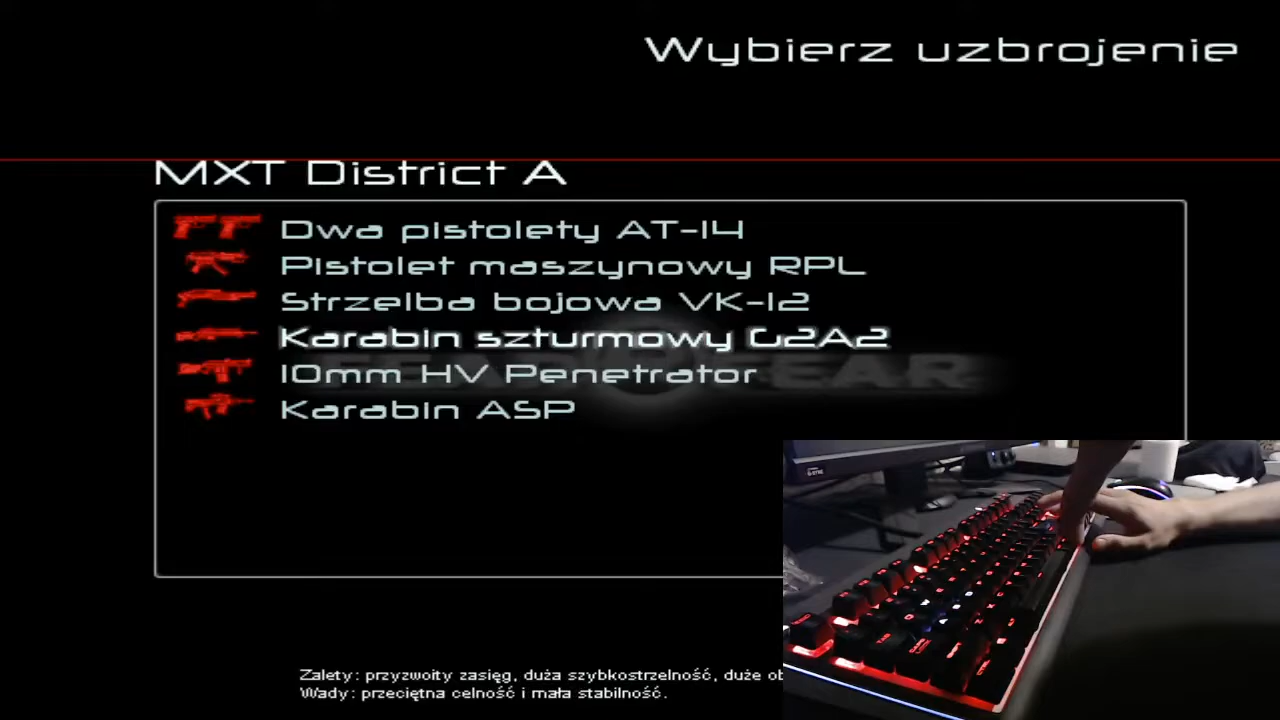 Wybierz uzbrojenie
MXT District A
Dwa pistolety AT-14
Pistolet maszynowy RPL
Strzelba bojowa VK-12
Karabin szturmowy G2A2
10mm HV Penetrator
Karabin ASP
Zalety: przyzwoity zasięg, duża szybkostrzelność, duże ob
Wady: przeciętna celność i mała stabilność.